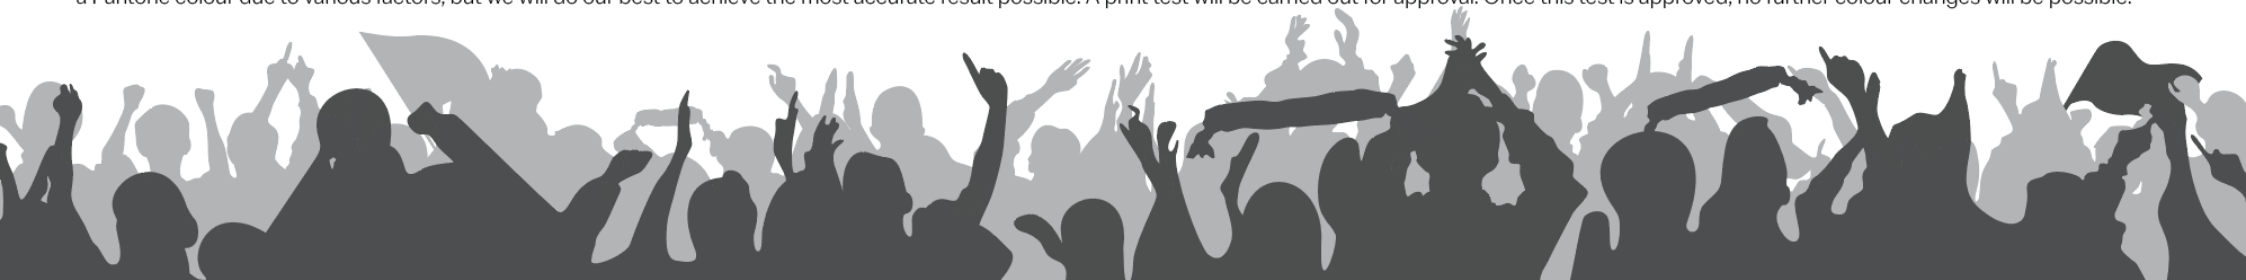 a Pantone colour due to various factors, but we will do our best to achieve the most accurate result possible. A print test will be carried out for approval. Once this test is approved, no further colour changes will be possible.